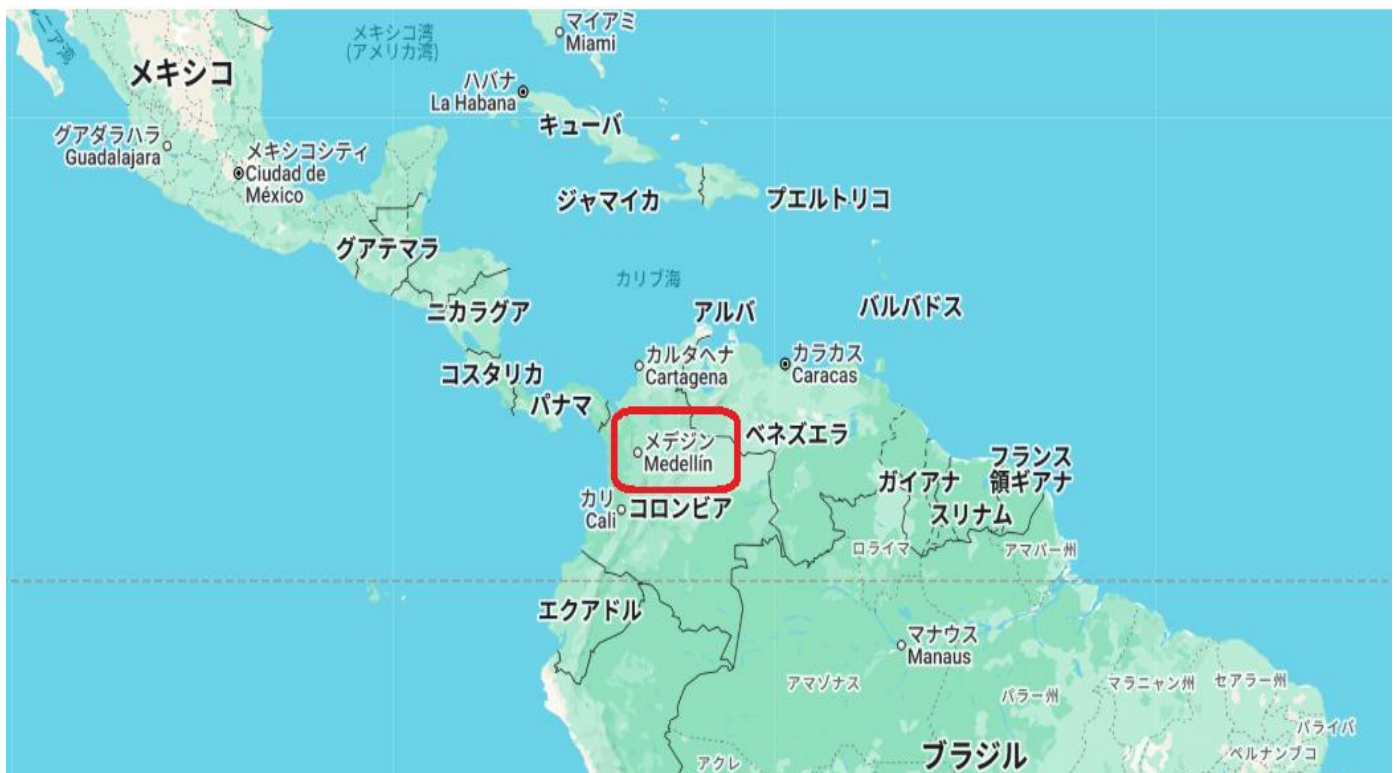 マイアミ
Miami
メキシコ湾
(アメリカ湾)
ニア湾
メキシコ
ハバナ
La Habana
キューバ
グアダラハラ
Guadalajara
メキシコシティ
Ciudad de
México
ジャマイカ
プエルトリコ
グアテマラ
カリブ海
ニカラグア
アルバ
バルバドス
カルタヘナ
Cartagena
カラカス
Caracas
コスタリカ
パナマ
メデジン
Medellín
ベネズエラ
フランス
領ギアナ
ガイアナ
スリナム
カリ
Cali
コロンビア
ロライマ
アマパー州
エクアドル
マナウス
Manaus
アマゾナス
パラー州
マラニャン州
セアラー州
パライバ
ペルナンブコ
ブラジル
アクレ